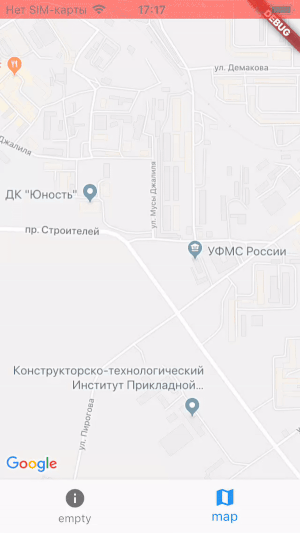 Нет SIM-карты 17:17
DEBUG
ул. Демакова
Джалиля
ул. Мусы Джалиля
ДК "Юность"
пр. Строителей
УФМС России
Конструкторско-технологический
Институт Прикладной...
ул. Пирогова
Google
empty
map